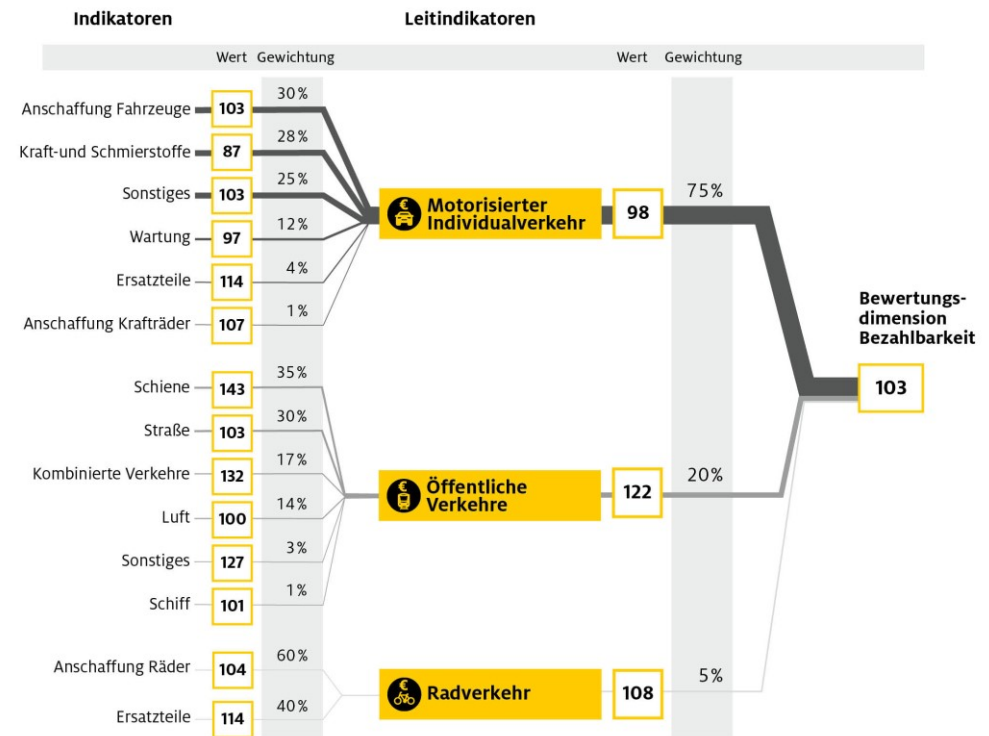 Indikatoren Leitindikatoren
Wert Gewichtung Wert Gewichtung
Anschaffung Fahrzeuge 103 30%
Kraft-und Schmierstoffe 87 28%
Sonstiges 103 25%
Wartung 97 12%
Ersatzteile 114 4%
Anschaffung Krafträder 107 1%
Motorisierter
Individualverkehr 98 75%
Schiene 143 35%
Straße 103 30%
Kombinierte Verkehre 132 17%
Luft 100 14%
Sonstiges 127 3%
Schiff 101 1%
Öffentliche
Verkehre 122 20%
Anschaffung Räder 104 60%
Ersatzteile 114 40%
Radverkehr 108 5%
Bewertungs-
dimension
Bezahlbarkeit
103